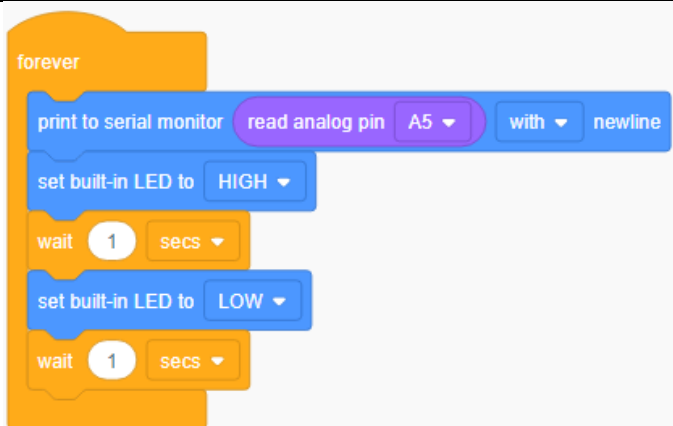 forever
print to serial monitor read analog pin A5 with newline
set built-in LED to HIGH
wait 1 secs
set built-in LED to LOW
wait 1 secs